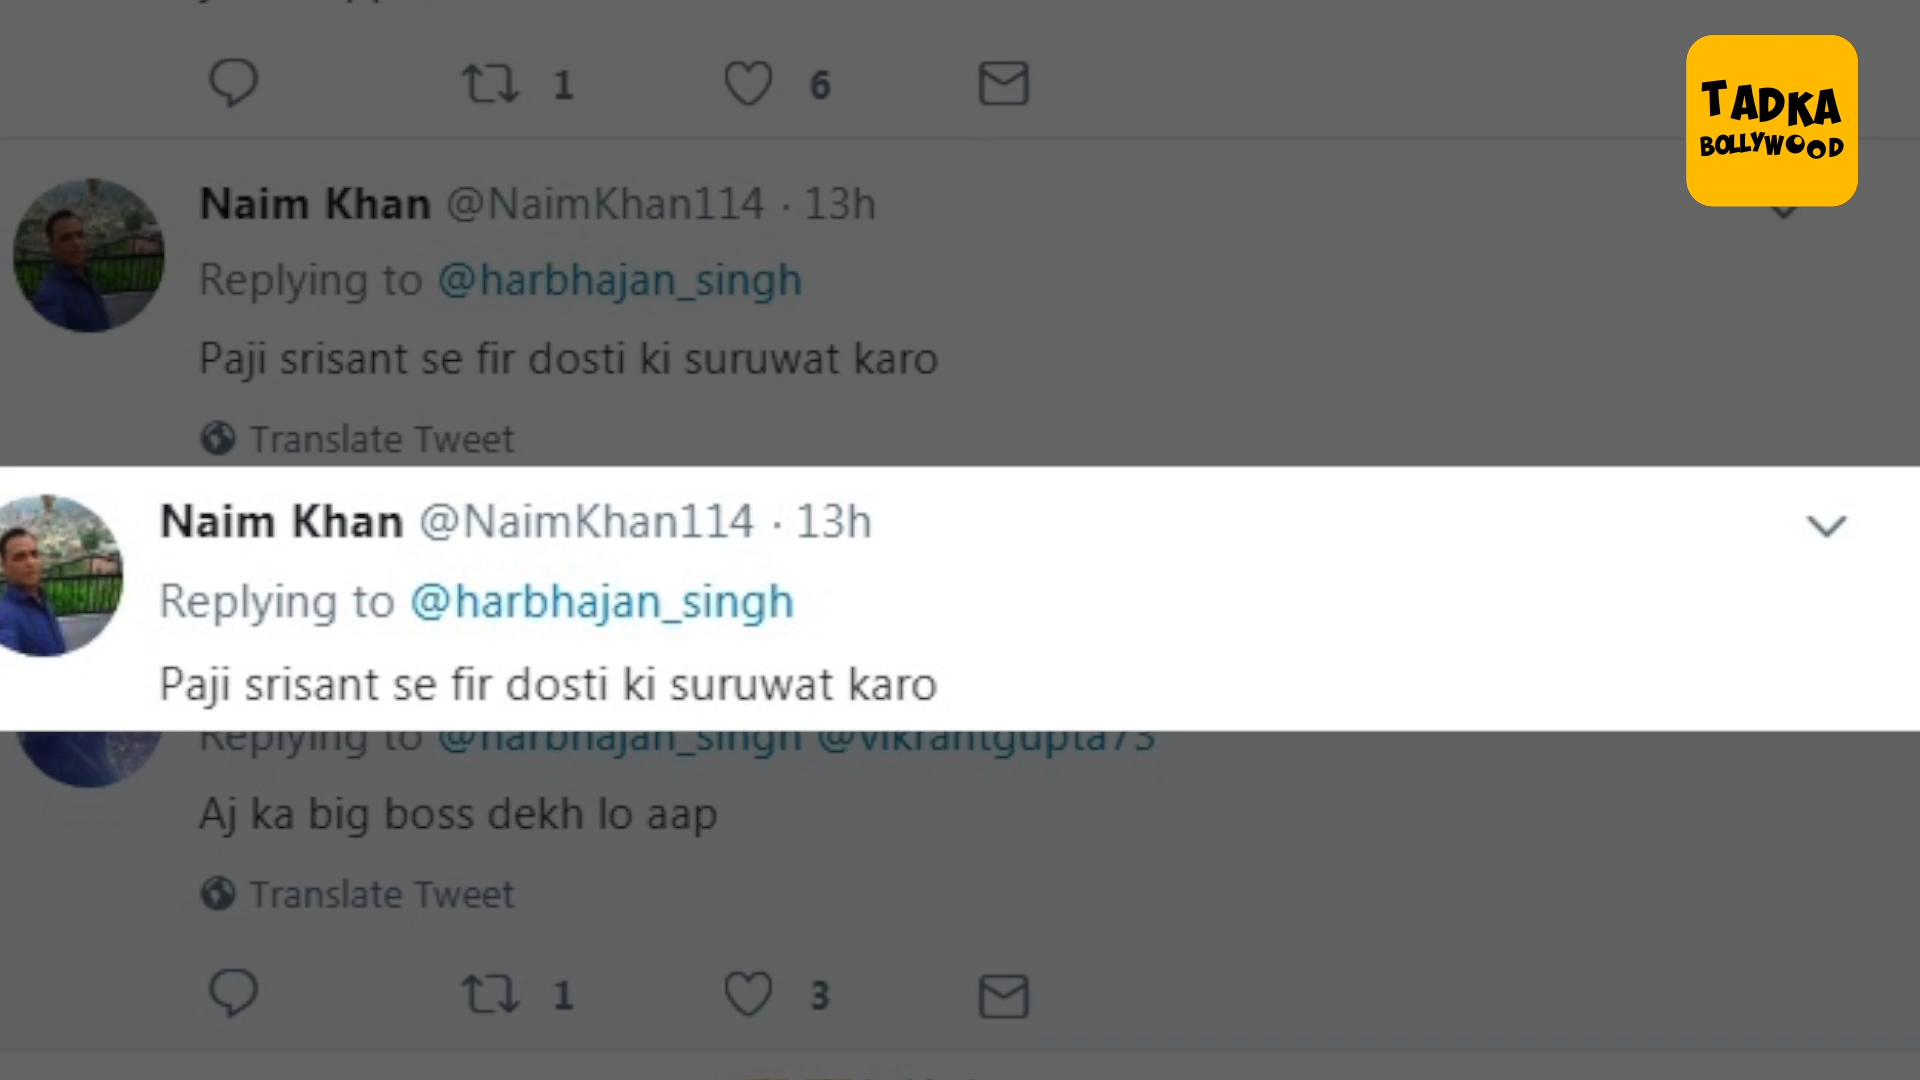 1 6
TADKA
BOLLYWOOD
Naim Khan @NaimKhan114 · 13h
Replying to @harbhajan_singh
Paji srisant se fir dosti ki suruwat karo
Translate Tweet
Naim Khan @NaimKhan114 · 13h
Replying to @harbhajan_singh
Paji srisant se fir dosti ki suruwat karo
Replying to @harbhajan_singh @vikrantgupta73
Aj ka big boss dekh lo aap
Translate Tweet
1 3